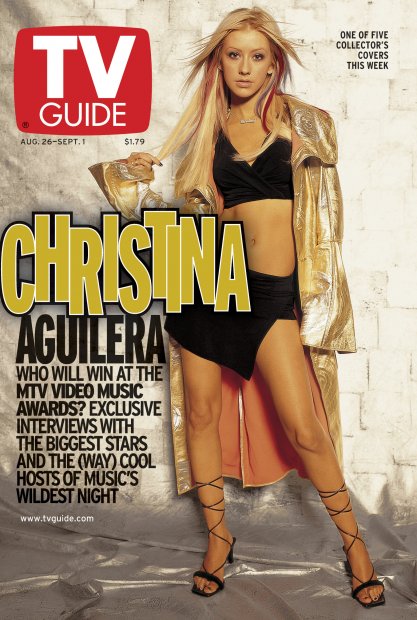 TV
GUIDE
®
AUG. 26–SEPT. 1 $1.79
ONE OF FIVE
COLLECTOR'S
COVERS
THIS WEEK
CHRISTINA
AGUILERA
WHO WILL WIN AT THE
MTV VIDEO MUSIC
AWARDS? EXCLUSIVE
INTERVIEWS WITH
THE BIGGEST STARS
AND THE (WAY) COOL
HOSTS OF MUSIC'S
WILDEST NIGHT
www.tvguide.com